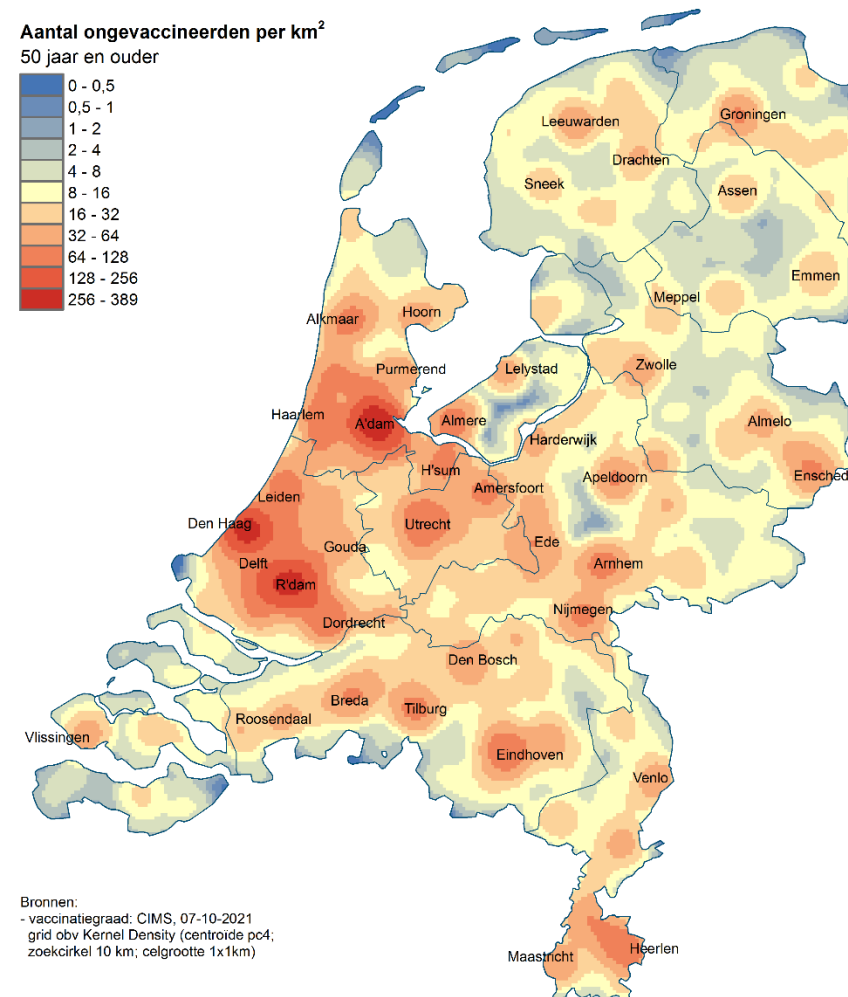 Aantal ongevaccineerden per km²
50 jaar en ouder
0 - 0,5
0,5 - 1
1 - 2
2 - 4
4 - 8
8 - 16
16 - 32
32 - 64
64 - 128
128 - 256
256 - 389
Groningen
Leeuwarden
Drachten
Sneek
Assen
Emmen
Meppel
Hoorn
Alkmaar
Purmerend
Lelystad
Zwolle
Haarlem
A'dam
Almere
Almelo
Harderwijk
H'sum
Apeldoorn
Ensched
Amersfoort
Leiden
Den Haag
Utrecht
Gouda
Ede
Delft
Arnhem
R'dam
Nijmegen
Dordrecht
Den Bosch
Breda
Tilburg
Roosendaal
Vlissingen
Eindhoven
Venlo
Bronnen:
- vaccinatiegraad: CIMS, 07-10-2021
grid obv Kernel Density (centroïde pc4;
zoekcirkel 10 km; celgrootte 1x1km)
Maastricht
Heerlen